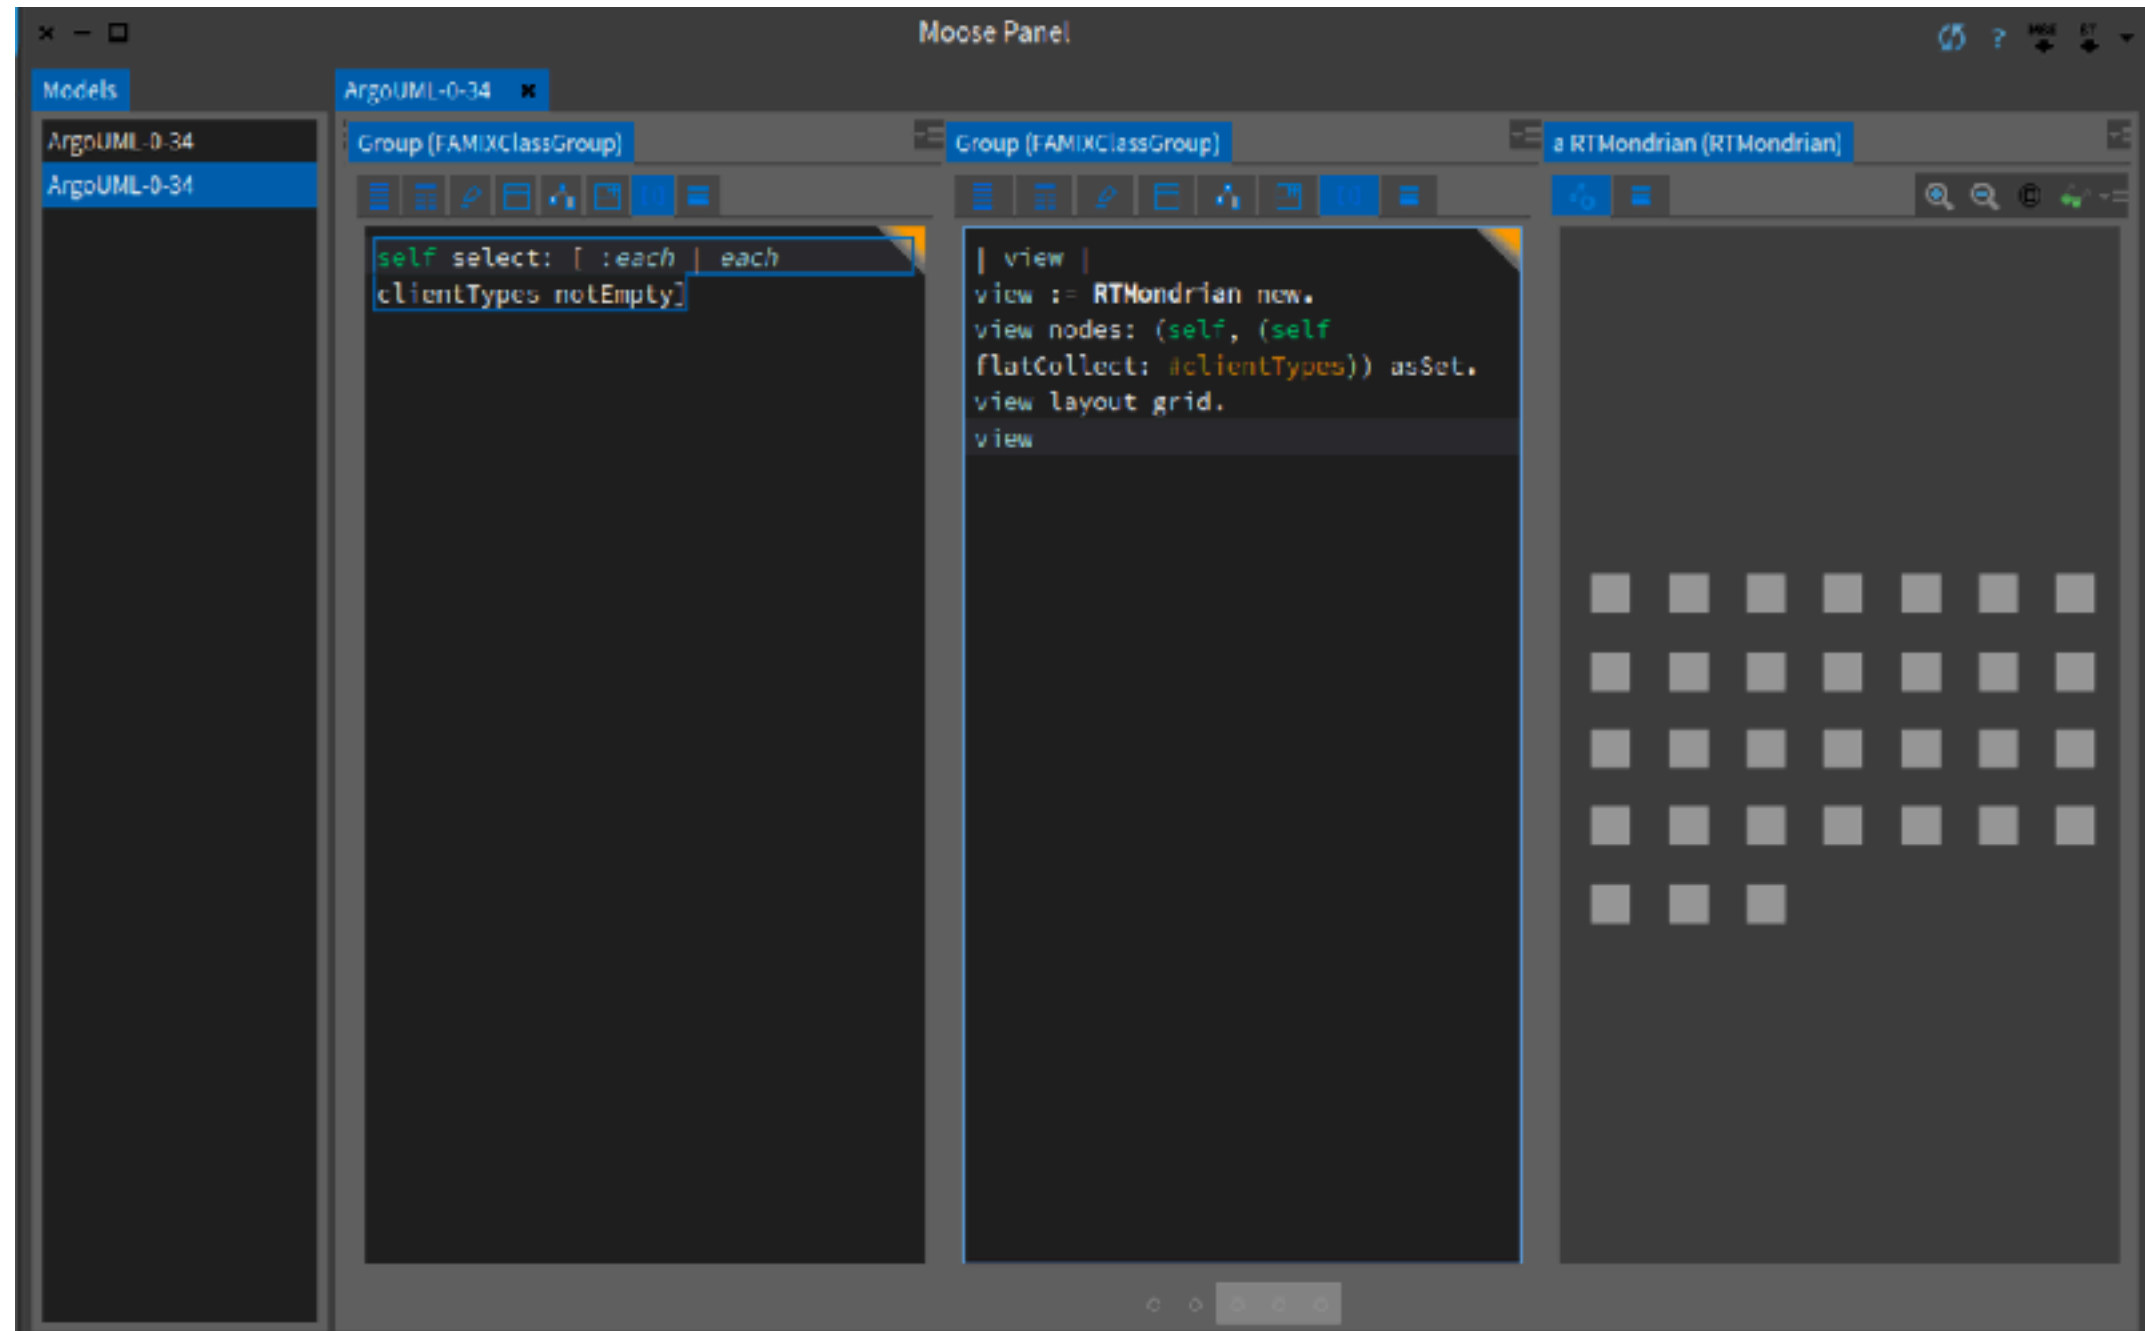 Moose Panel
?
MSE
ST
Models
ArgoUML-0-34
ArgoUML-0-34
ArgoUML-0-34
Group (FAMIXClassGroup)
self select: [ :each | each
clientTypes notEmpty]
Group (FAMIXClassGroup)
| view |
view := RTMondrian new.
view nodes: (self, (self
flatCollect: #clientTypes)) asSet.
view layout grid.
view
a RTMondrian (RTMondrian)